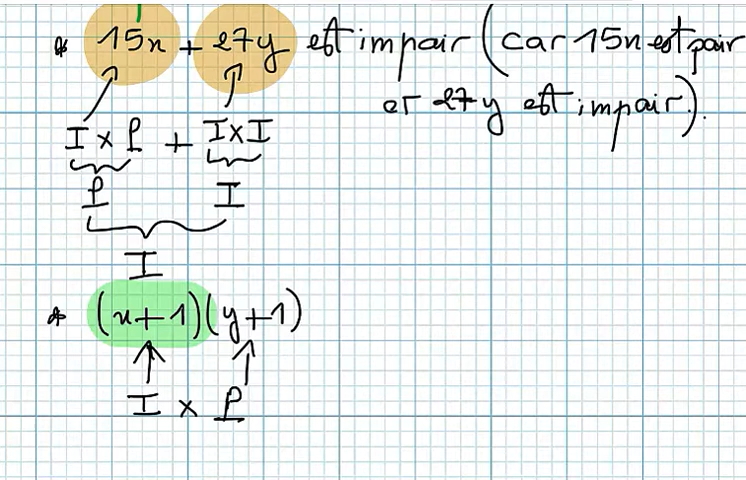 * 15x + 27y est impair (car 15x est pair
et 27y est impair).
I × P + I × I
P I
I
* (x+1)(y+1)
I × P